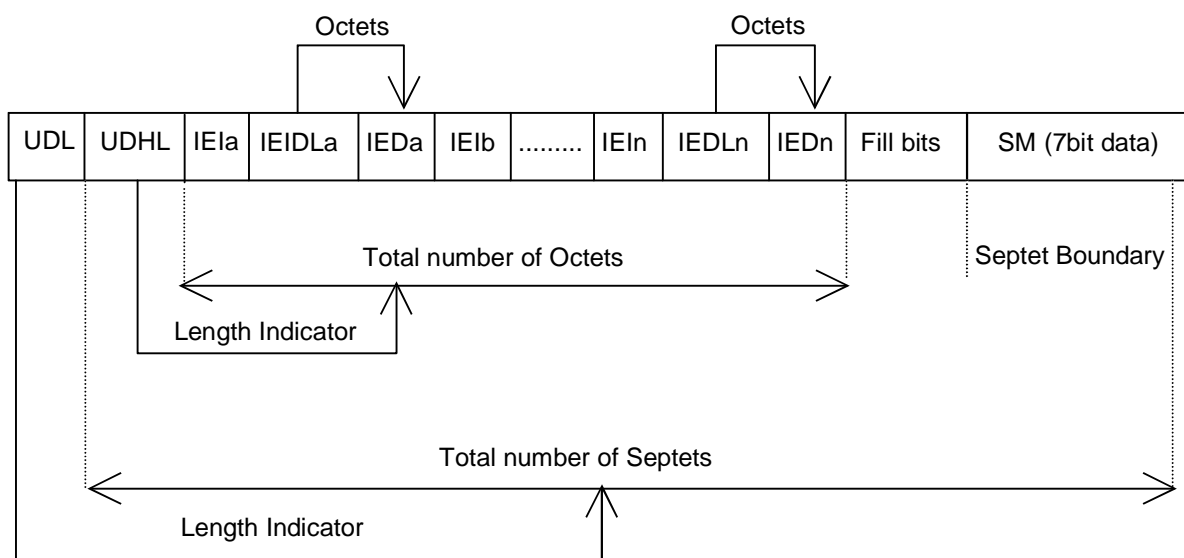 Octets Octets
UDL UDHL IEIa IEIDLa IEDa IEIb ......... IEIn IEDLn IEDn Fill bits SM (7bit data)
Total number of Octets
Septet Boundary
Length Indicator
Total number of Septets
Length Indicator